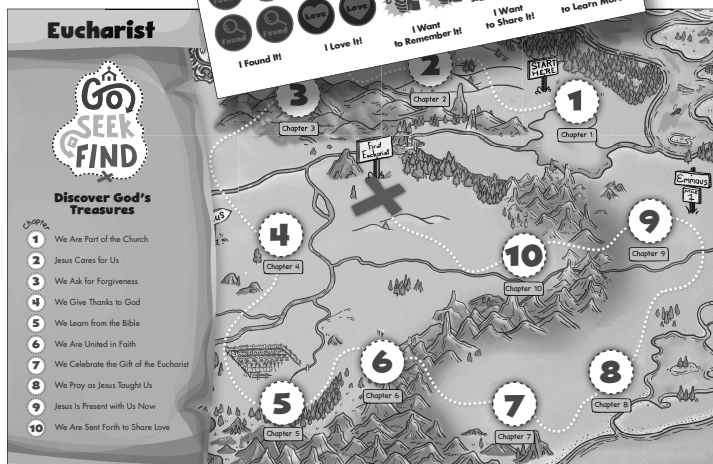 Eucharist
Found
Found
Love
Love
I Found It!
I Love It!
I Want
to Remember It!
I Want
to Share It!
to Learn More
GO
SEEK
FIND
Discover God's
Treasures
Chapter
1 We Are Part of the Church
2 Jesus Cares for Us
3 We Ask for Forgiveness
4 We Give Thanks to God
5 We Learn from the Bible
6 We Are United in Faith
7 We Celebrate the Gift of the Eucharist
8 We Pray as Jesus Taught Us
9 Jesus Is Present with Us Now
10 We Are Sent Forth to Share Love
START
HERE
1
Chapter 1
2
Chapter 2
3
Chapter 3
First
Eucharist
4
Chapter 4
5
Chapter 5
6
Chapter 6
7
Chapter 7
8
Chapter 8
Emmaus
MILE
1
9
Chapter 9
10
Chapter 10